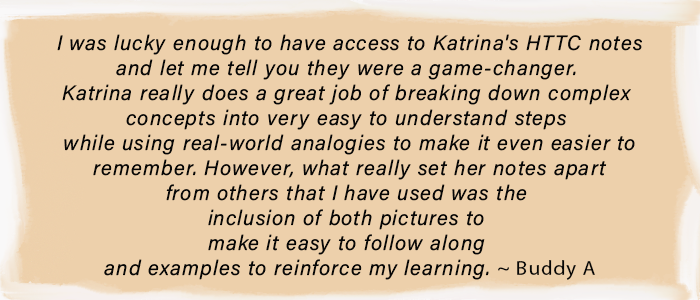 I was lucky enough to have access to Katrina's HTTC notes
and let me tell you they were a game-changer.
Katrina really does a great job of breaking down complex
concepts into very easy to understand steps
while using real-world analogies to make it even easier to
remember. However, what really set her notes apart
from others that I have used was the
inclusion of both pictures to
make it easy to follow along
and examples to reinforce my learning. ~ Buddy A